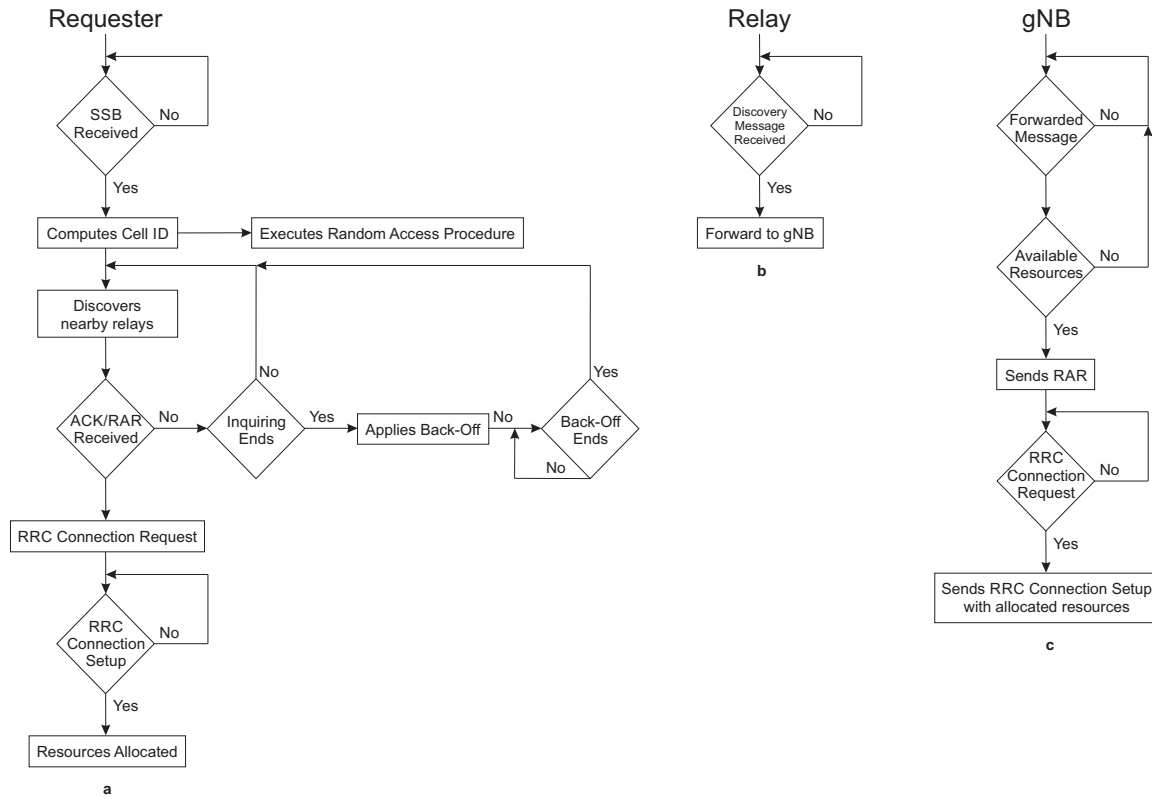 Requester
SSB
Received
No
Yes
Computes Cell ID
Executes Random Access Procedure
Discovers
nearby relays
No
Yes
ACK/RAR
Received
No
Inquiring
Ends
Yes
Applies Back-Off
No
Back-Off
Ends
No
RRC Connection Request
RRC
Connection
Setup
No
Yes
Resources Allocated
a
Relay
Discovery
Message
Received
No
Yes
Forward to gNB
b
gNB
Forwarded
Message
No
Available
Resources
No
Yes
Sends RAR
RRC
Connection
Request
No
Yes
Sends RRC Connection Setup
with allocated resources
c